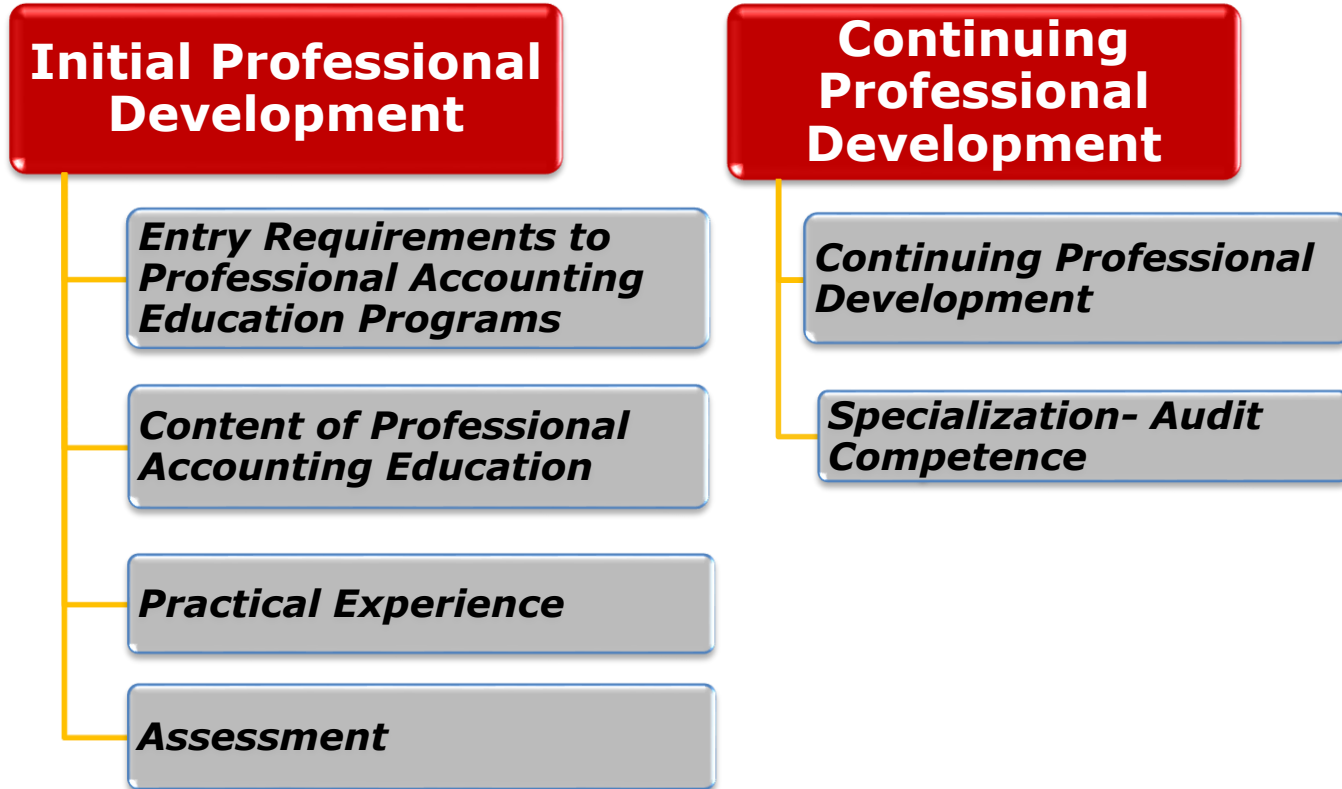 Initial Professional
Development
Entry Requirements to
Professional Accounting
Education Programs
Content of Professional
Accounting Education
Practical Experience
Assessment
Continuing
Professional
Development
Continuing Professional
Development
Specialization- Audit
Competence